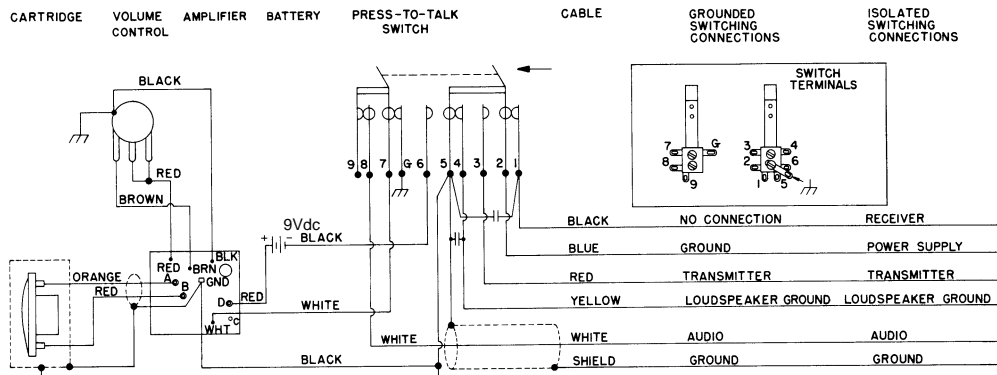 CARTRIDGE
VOLUME CONTROL
AMPLIFIER
BATTERY
PRESS-TO-TALK SWITCH
CABLE
GROUNDED SWITCHING CONNECTIONS
ISOLATED SWITCHING CONNECTIONS
BLACK
SWITCH TERMINALS
7
8
9
G
3
2
1
4
6
5
RED
BROWN
9 8 7 G 6 5 4 3 2 1
9Vdc
+ -
BLACK
BLACK NO CONNECTION RECEIVER
BLUE GROUND POWER SUPPLY
RED TRANSMITTER TRANSMITTER
YELLOW LOUDSPEAKER GROUND LOUDSPEAKER GROUND
WHITE AUDIO AUDIO
SHIELD GROUND GROUND
ORANGE
RED
RED
BRN
BLK
GND
A
B
D
RED
°C
WHT
WHITE
WHITE
BLACK